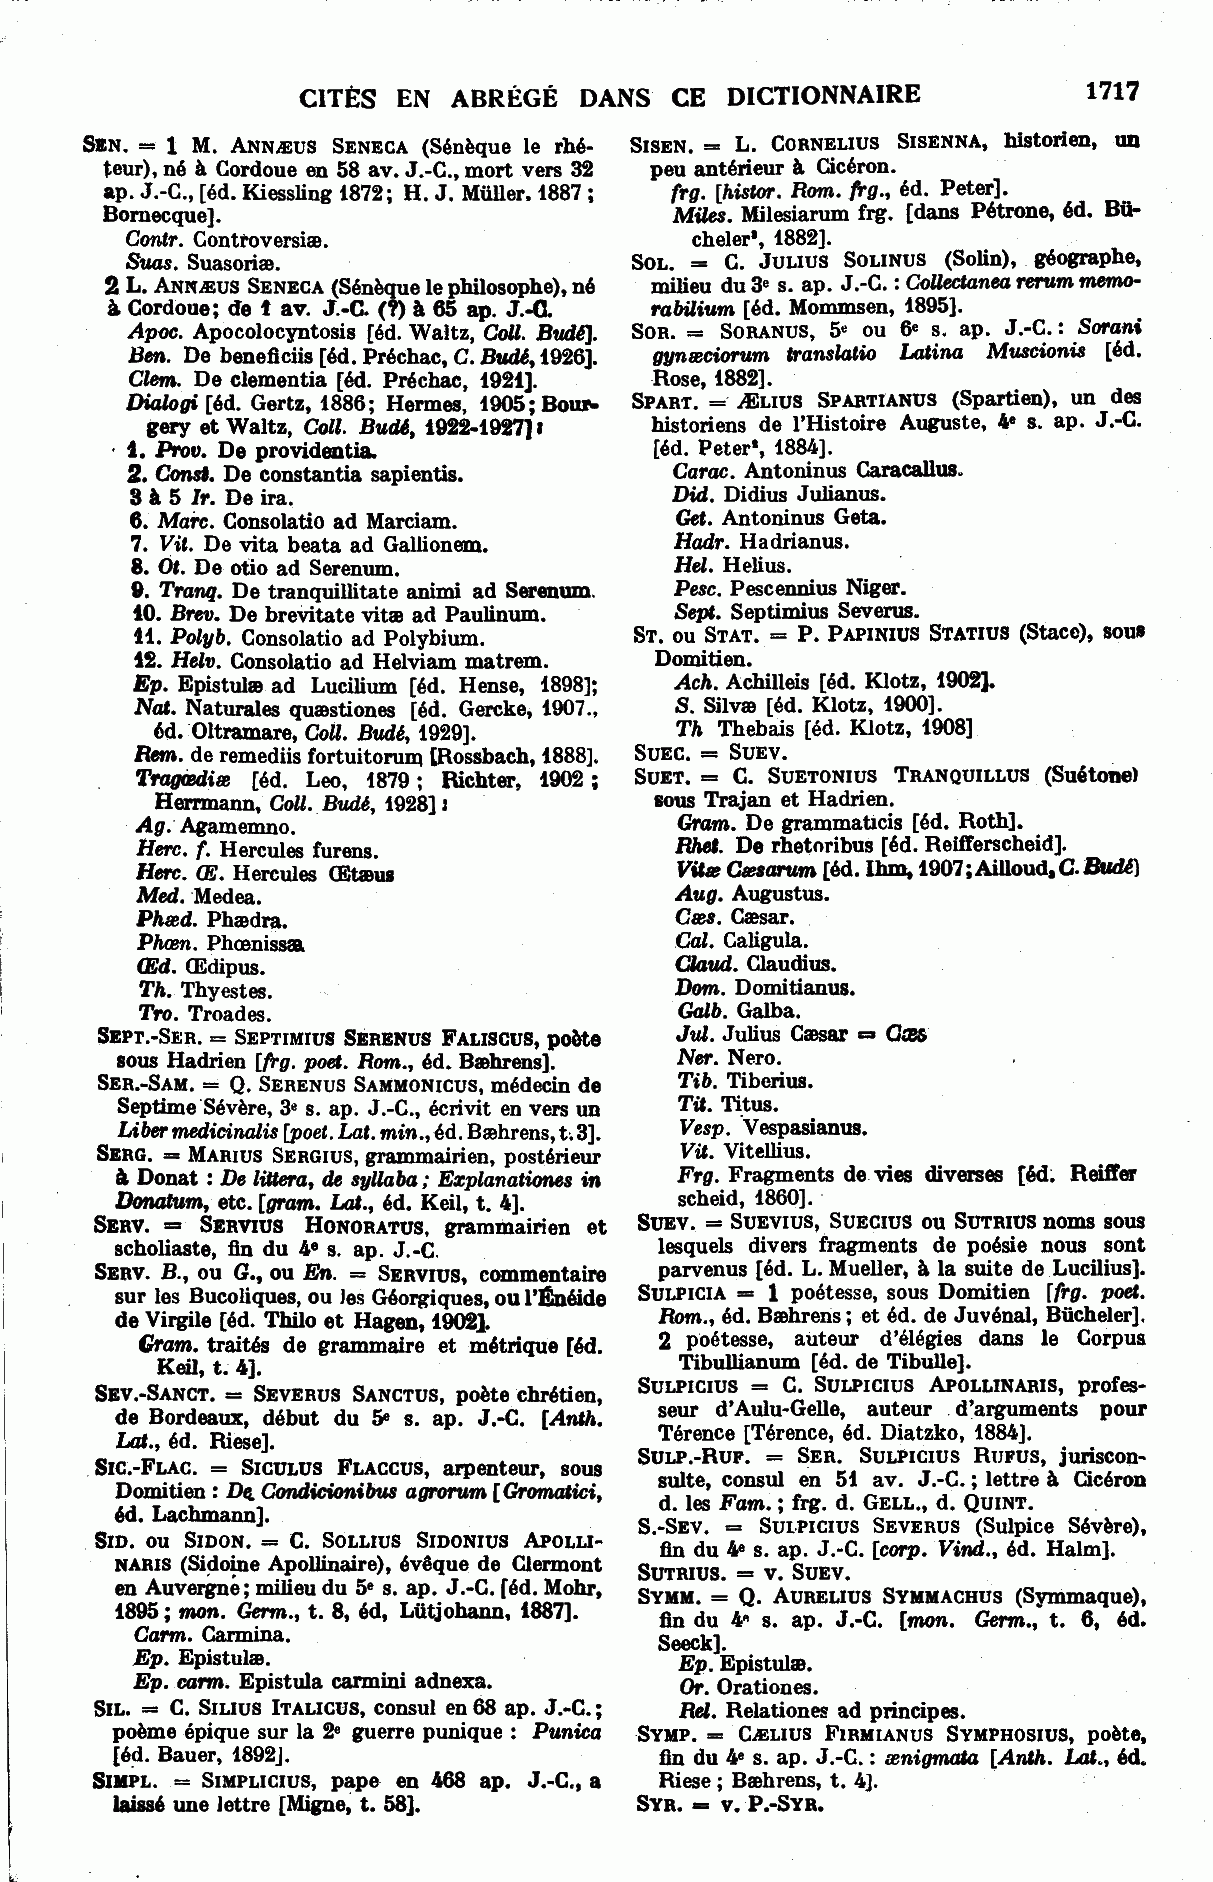 CITÉS EN ABRÉGÉ DANS CE DICTIONNAIRE 1717
SEN. = 1 M. ANNÆUS SENECA (Sénèque le rhé-
teur), né à Cordoue en 58 av. J.-C., mort vers 32
ap. J.-C., [éd. Kiessling 1872; H. J. Müller. 1887;
Bornecque].
Contr. Controversiæ.
Suas. Suasoriæ.
2 L. ANNÆUS SENECA (Sénèque le philosophe), né
à Cordoue; de 1 av. J.-C. (?) à 65 ap. J.-C.
Apoc. Apocolocyntosis [éd. Waltz, Coll. Budé].
Ben. De beneficiis [éd. Préchac, C. Budé, 1926].
Clem. De clementia [éd. Préchac, 1921].
Dialogi [éd. Gertz, 1886; Hermes, 1905; Bour-
gery et Waltz, Coll. Budé, 1922-1927] :
1. Prov. De providentia.
2. Const. De constantia sapientis.
3 à 5 Ir. De ira.
6. Marc. Consolatio ad Marciam.
7. Vit. De vita beata ad Gallionem.
8. Ot. De otio ad Serenum.
9. Tranq. De tranquillitate animi ad Serenum.
10. Brev. De brevitate vitæ ad Paulinum.
11. Polyb. Consolatio ad Polybium.
12. Helv. Consolatio ad Helviam matrem.
Ep. Epistulæ ad Lucilium [éd. Hense, 1898];
Nat. Naturales quæstiones [éd. Gercke, 1907.,
éd. Oltramare, Coll. Budé, 1929].
Rem. de remediis fortuitorum [Rossbach, 1888].
Tragœdiæ [éd. Leo, 1879; Richter, 1902;
Herrmann, Coll. Budé, 1928] :
Ag. Agamemno.
Herc. f. Hercules furens.
Herc. Œ. Hercules Œtæus
Med. Medea.
Phæd. Phædra.
Phœn. Phœnissæ
Œd. Œdipus.
Th. Thyestes.
Tro. Troades.
SEPT.-SER. = SEPTIMIUS SERENUS FALISCUS, poète
sous Hadrien [frg. poet. Rom., éd. Bæhrens].
SER.-SAM. = Q. SERENUS SAMMONICUS, médecin de
Septime Sévère, 3e s. ap. J.-C., écrivit en vers un
Liber medicinalis [poet. Lat. min., éd. Bæhrens, t. 3].
SERG. = MARIUS SERGIUS, grammairien, postérieur
à Donat : De littera, de syllaba; Explanationes in
Donatum, etc. [gram. Lat., éd. Keil, t. 4].
SERV. = SERVIUS HONORATUS, grammairien et
scholiaste, fin du 4e s. ap. J.-C.
SERV. B., ou G., ou En. = SERVIUS, commentaire
sur les Bucoliques, ou les Géorgiques, ou l'Énéide
de Virgile [éd. Thilo et Hagen, 1902].
Gram. traités de grammaire et métrique [éd.
Keil, t. 4].
SEV.-SANCT. = SEVERUS SANCTUS, poète chrétien,
de Bordeaux, début du 5e s. ap. J.-C. [Anth.
Lat., éd. Riese].
SIC.-FLAC. = SICULUS FLACCUS, arpenteur, sous
Domitien : De Condicionibus agrorum [Gromatici,
éd. Lachmann].
SID. ou SIDON. = C. SOLLIUS SIDONIUS APOLLI-
NARIS (Sidoine Apollinaire), évêque de Clermont
en Auvergne; milieu du 5e s. ap. J.-C. [éd. Mohr,
1895; mon. Germ., t. 8, éd, Lütjohann, 1887].
Carm. Carmina.
Ep. Epistulæ.
Ep. carm. Epistula carmini adnexa.
SIL. = C. SILIUS ITALICUS, consul en 68 ap. J.-C.;
poème épique sur la 2e guerre punique : Punica
[éd. Bauer, 1892].
SIMPL. = SIMPLICIUS, pape en 468 ap. J.-C., a
laissé une lettre [Migne, t. 58].
SISEN. = L. CORNELIUS SISENNA, historien, un
peu antérieur à Cicéron.
frg. [histor. Rom. frg., éd. Peter].
Miles. Milesiarum frg. [dans Pétrone, éd. Bü-
cheler³, 1882].
SOL. = C. JULIUS SOLINUS (Solin), géographe,
milieu du 3e s. ap. J.-C. : Collectanea rerum memo-
rabilium [éd. Mommsen, 1895].
SOR. = SORANUS, 5e ou 6e s. ap. J.-C. : Sorani
gynæciorum translatio Latina Muscionis [éd.
Rose, 1882].
SPART. = ÆLIUS SPARTIANUS (Spartien), un des
historiens de l'Histoire Auguste, 4e s. ap. J.-C.
[éd. Peter², 1884].
Carac. Antoninus Caracallus.
Did. Didius Julianus.
Get. Antoninus Geta.
Hadr. Hadrianus.
Hel. Helius.
Pesc. Pescennius Niger.
Sept. Septimius Severus.
ST. ou STAT. = P. PAPINIUS STATIUS (Stace), sous
Domitien.
Ach. Achilleis [éd. Klotz, 1902].
S. Silvæ [éd. Klotz, 1900].
Th Thebais [éd. Klotz, 1908]
SUEC. = SUEV.
SUET. = C. SUETONIUS TRANQUILLUS (Suétone)
sous Trajan et Hadrien.
Gram. De grammaticis [éd. Roth].
Rhet. De rhetoribus [éd. Reifferscheid].
Vitæ Cæsarum [éd. Ihm, 1907; Ailloud, C. Budé]
Aug. Augustus.
Cæs. Cæsar.
Cal. Caligula.
Claud. Claudius.
Dom. Domitianus.
Galb. Galba.
Jul. Julius Cæsar = Cæs
Ner. Nero.
Tib. Tiberius.
Tit. Titus.
Vesp. Vespasianus.
Vit. Vitellius.
Frg. Fragments de vies diverses [éd. Reiffer
scheid, 1860].
SUEV. = SUEVIUS, SUECIUS ou SUTRIUS noms sous
lesquels divers fragments de poésie nous sont
parvenus [éd. L. Mueller, à la suite de Lucilius].
SULPICIA = 1 poétesse, sous Domitien [frg. poet.
Rom., éd. Bæhrens; et éd. de Juvénal, Bücheler].
2 poétesse, auteur d'élégies dans le Corpus
Tibullianum [éd. de Tibulle].
SULPICIUS = C. SULPICIUS APOLLINARIS, profes-
seur d'Aulu-Gelle, auteur d'arguments pour
Térence [Térence, éd. Diatzko, 1884].
SULP.-RUF. = SER. SULPICIUS RUFUS, juriscon-
sulte, consul en 51 av. J.-C.; lettre à Cicéron
d. les Fam.; frg. d. GELL., d. QUINT.
S.-SEV. = SULPICIUS SEVERUS (Sulpice Sévère),
fin du 4e s. ap. J.-C. [corp. Vind., éd. Halm].
SUTRIUS. = v. SUEV.
SYMM. = Q. AURELIUS SYMMACHUS (Symmaque),
fin du 4e s. ap. J.-C. [mon. Germ., t. 6, éd.
Seeck].
Ep. Epistulæ.
Or. Orationes.
Rel. Relationes ad principes.
SYMP. = CÆLIUS FIRMIANUS SYMPHOSIUS, poète,
fin du 4e s. ap. J.-C. : ænigmata [Anth. Lat., éd.
Riese; Bæhrens, t. 4].
SYR. = v. P.-SYR.